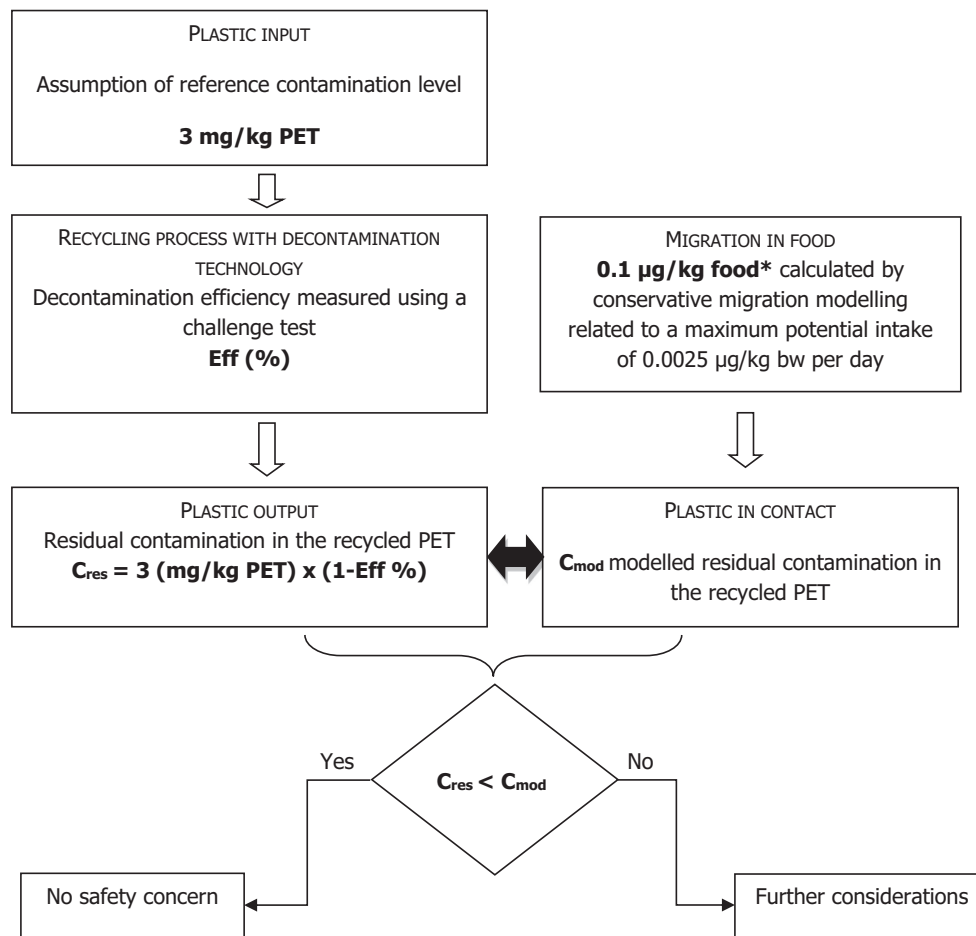 PLASTIC INPUT
Assumption of reference contamination level
3 mg/kg PET
RECYCLING PROCESS WITH DECONTAMINATION
TECHNOLOGY
Decontamination efficiency measured using a
challenge test
Eff (%)
MIGRATION IN FOOD
0.1 µg/kg food* calculated by
conservative migration modelling
related to a maximum potential intake
of 0.0025 µg/kg bw per day
PLASTIC OUTPUT
Residual contamination in the recycled PET
Cres = 3 (mg/kg PET) x (1-Eff %)
PLASTIC IN CONTACT
Cmod modelled residual contamination in
the recycled PET
Yes
No
Cres < Cmod
No safety concern
Further considerations